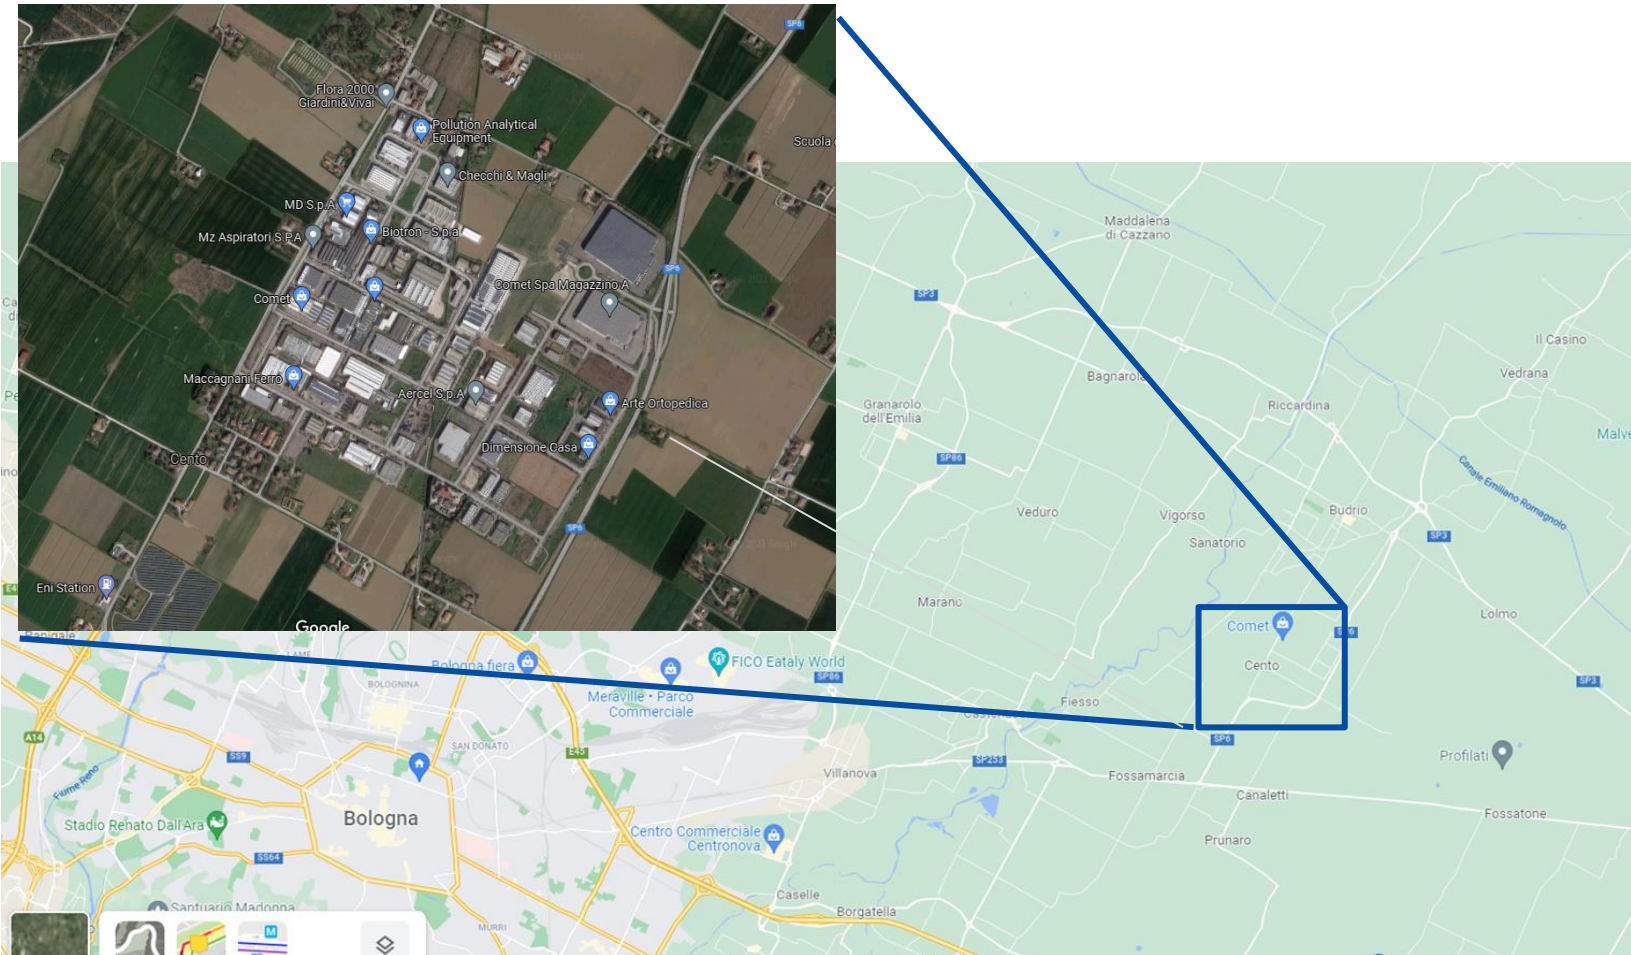 SP6
Flora 2000
Giardini&Vivai
Pollution Analytical
Equipment
Scuola
Checchi & Magli
MD S.p.A
Mz Aspiratori S.P.A
Biotron - S.p.a
SP6
Comet Spa Magazzino A
Comet
Maccagnani Ferro
Aercel S.p.A
Arte Ortopedica
Dimensione Casa
Cento
SP6
Eni Station
Google
Maddalena
di Cazzano
SP3
Il Casino
Vedrana
Bagnarola
Granarolo
dell'Emilia
Riccardina
Malve
SP86
Canale Emiliano Romagnolo
Veduro
Vigorso
Budrio
SP3
Sanatorio
Marano
Lolmo
Comet
SP6
Cento
SP3
Fiesso
SP6
Profilati
SP253
Fossamarcia
Canaletti
Fossatone
Prunaro
Panigale
LAME
Bologna fiera
FICO Eataly World
SP86
BOLOGNINA
Meraville • Parco
Commerciale
A14
SS9
SAN DONATO
E45
Villanova
Fiume Reno
Bologna
Stadio Renato Dall'Ara
Centro Commerciale
Centronova
SS64
Caselle
Borgatella
Santuario Madonna
MURRI
M